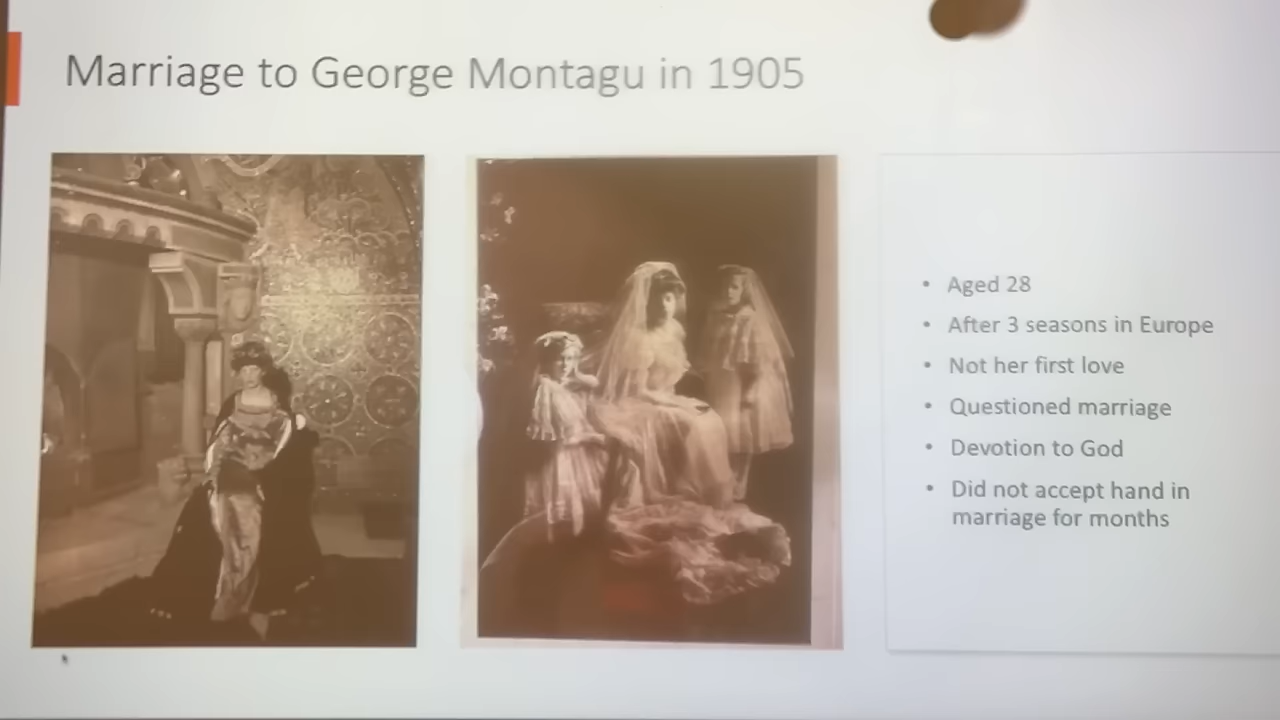 Marriage to George Montagu in 1905
• Aged 28
• After 3 seasons in Europe
• Not her first love
• Questioned marriage
• Devotion to God
• Did not accept hand in
marriage for months